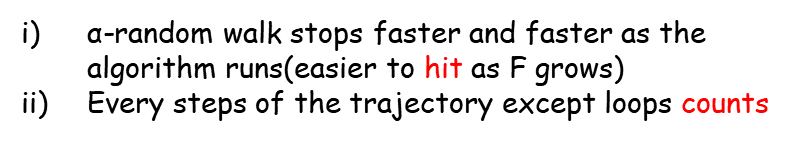 i) α-random walk stops faster and faster as the
algorithm runs(easier to hit as F grows)
ii) Every steps of the trajectory except loops counts